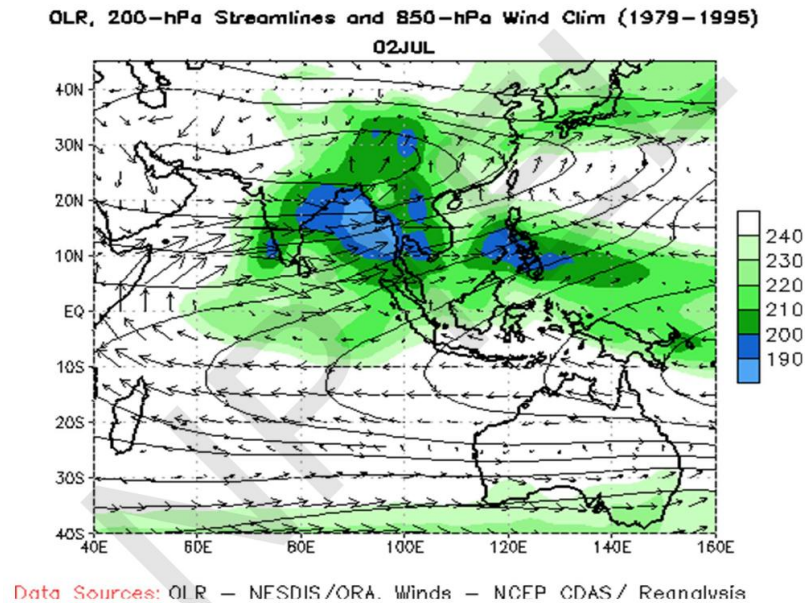 OLR, 200-hPa Streamlines and 850-hPa Wind Clim (1979-1995)
02JUL
40N
30N
20N
10N
EQ
10S
20S
30S
40S
40E 60E 80E 100E 120E 140E 160E
240
230
220
210
200
190
Data Sources: OLR - NESDIS/ORA. Winds - NCEP CDAS/ Reanalysis